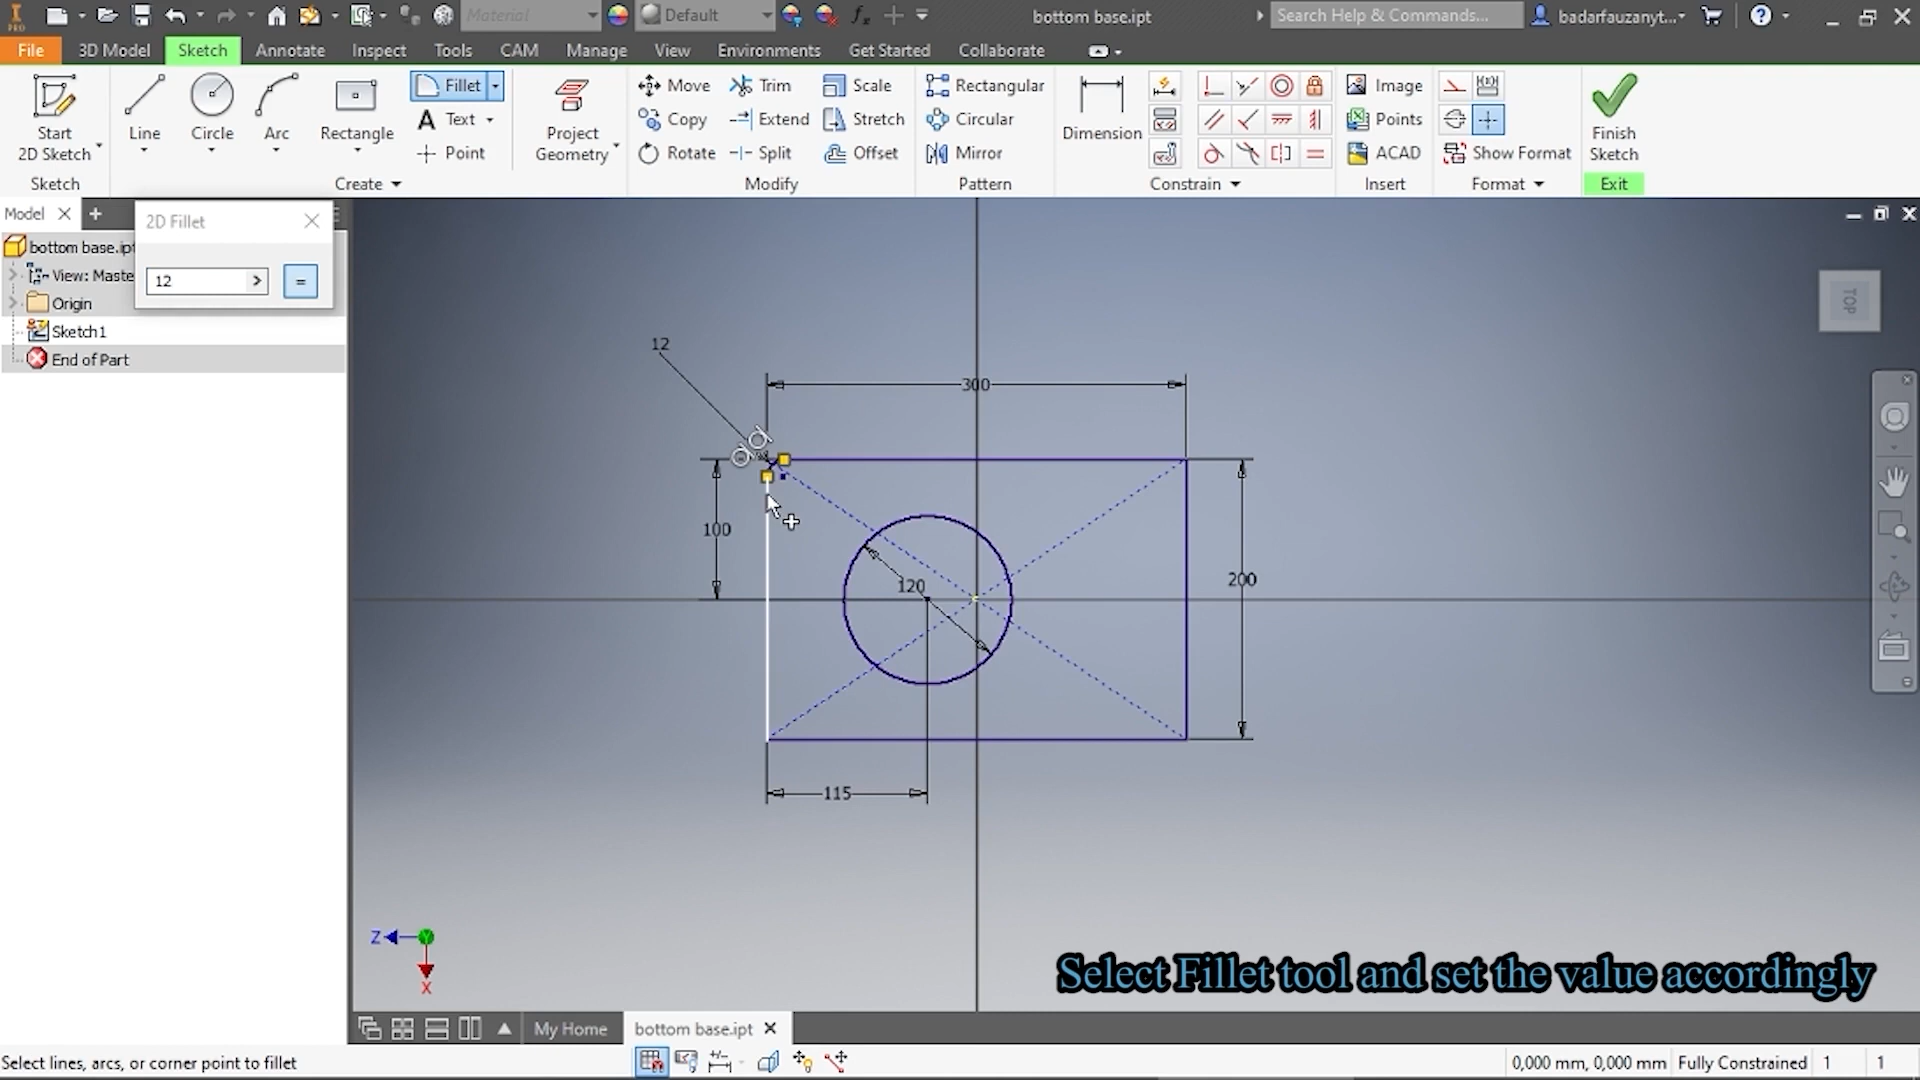 Material
Default
bottom base.ipt
Search Help & Commands...
badarfauzanyt...
PRO
File
3D Model
Sketch
Annotate
Inspect
Tools
CAM
Manage
View
Environments
Get Started
Collaborate
Start
2D Sketch
Sketch
Line
Circle
Arc
Rectangle
Fillet
Text
Point
Create
Project
Geometry
Move
Copy
Rotate
Trim
Extend
Split
Scale
Stretch
Offset
Modify
Rectangular
Circular
Mirror
Pattern
Dimension
Constrain
Image
Points
ACAD
Insert
Show Format
Format
Finish
Sketch
Exit
Model
2D Fillet
12
=
bottom base.ipt
View: Maste
Origin
Sketch1
End of Part
12
300
100
120
200
115
TOP
Z
Y
X
Select Fillet tool and set the value accordingly
My Home
bottom base.ipt
Select lines, arcs, or corner point to fillet
0,000 mm, 0,000 mm
Fully Constrained
1
1